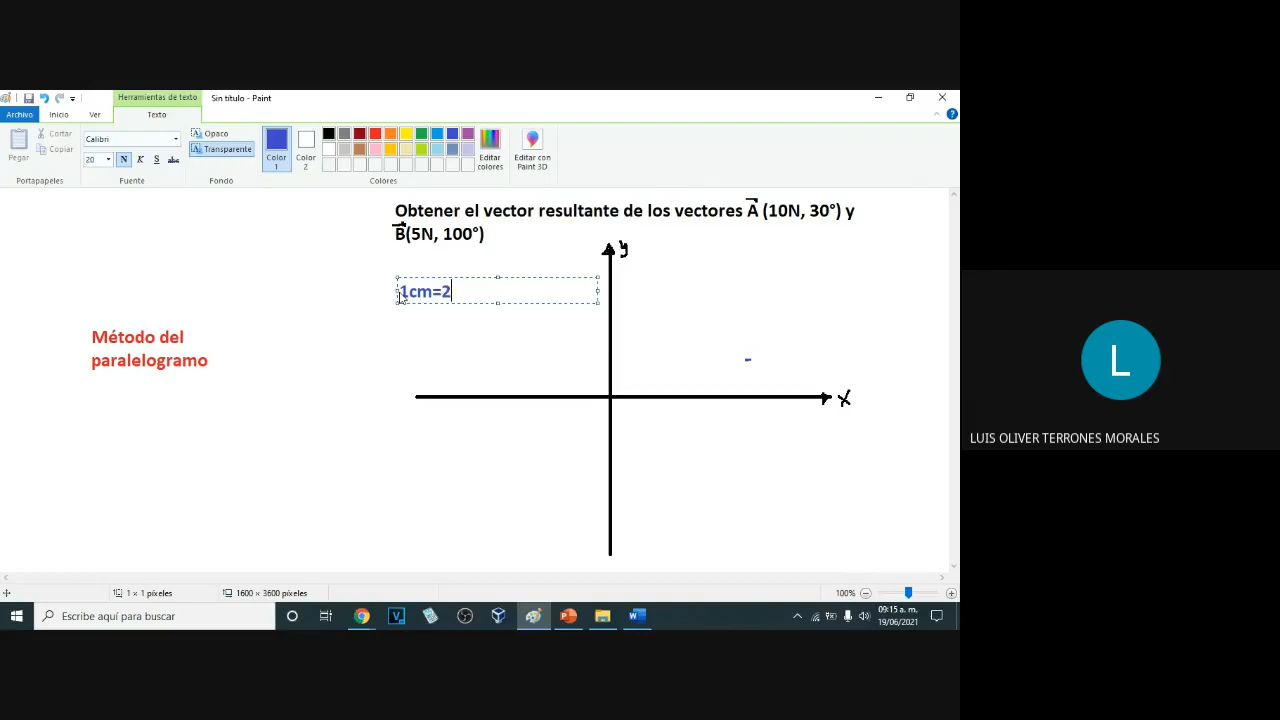 Herramientas de texto
Sin título - Paint
Archivo
Inicio
Ver
Texto
Pegar
Cortar
Copiar
Portapapeles
Calibri
20
N K S abc
Fuente
Opaco
Transparente
Fondo
Color
1
Color
2
Colores
Editar
colores
Editar con
Paint 3D
Obtener el vector resultante de los vectores A (10N, 30°) y
B(5N, 100°)
y
1cm=2
Método del
paralelogramo
x
L
LUIS OLIVER TERRONES MORALES
1 × 1 píxeles
1600 × 3600 píxeles
100%
Escribe aquí para buscar
09:15 a. m.
19/06/2021